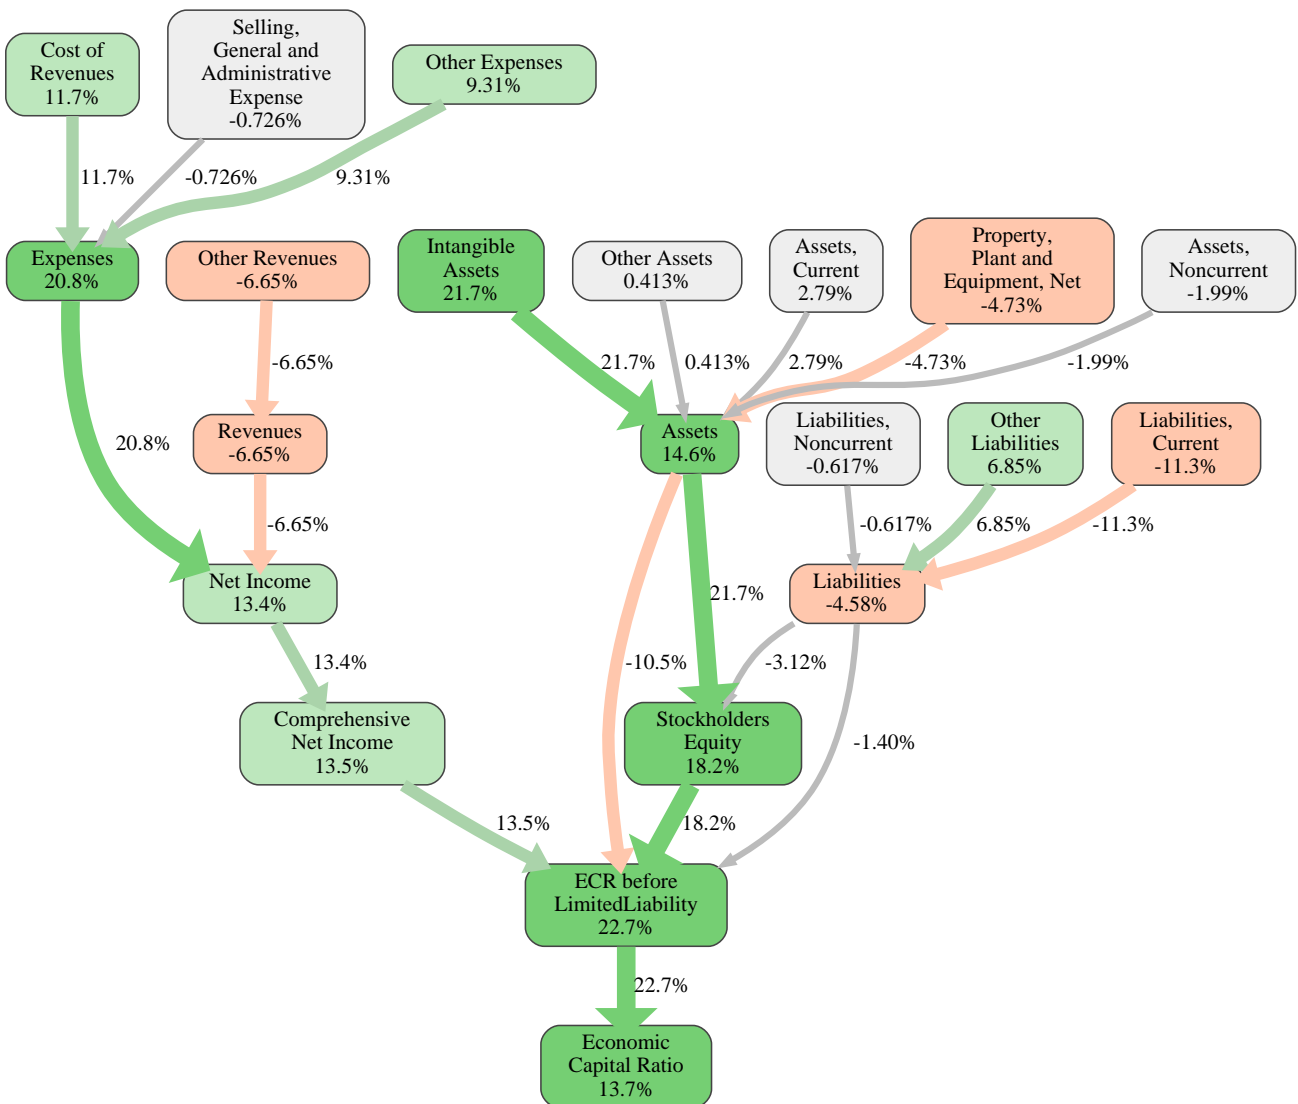 Cost of
Revenues
11.7%
Selling,
General and
Administrative
Expense
-0.726%
Other Expenses
9.31%
11.7%
-0.726%
9.31%
Expenses
20.8%
Other Revenues
-6.65%
Intangible
Assets
21.7%
Other Assets
0.413%
Assets,
Current
2.79%
Property,
Plant and
Equipment, Net
-4.73%
Assets,
Noncurrent
-1.99%
-6.65%
21.7%
0.413%
2.79%
-4.73%
-1.99%
20.8%
Revenues
-6.65%
Assets
14.6%
Liabilities,
Noncurrent
-0.617%
Other
Liabilities
6.85%
Liabilities,
Current
-11.3%
-6.65%
-0.617%
6.85%
-11.3%
Net Income
13.4%
21.7%
Liabilities
-4.58%
13.4%
-10.5%
-3.12%
Comprehensive
Net Income
13.5%
Stockholders
Equity
18.2%
-1.40%
13.5%
18.2%
ECR before
LimitedLiability
22.7%
22.7%
Economic
Capital Ratio
13.7%